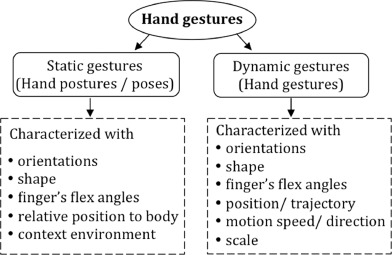 Hand gestures
Static gestures
(Hand postures / poses)
Dynamic gestures
(Hand gestures)
Characterized with
• orientations
• shape
• finger's flex angles
• relative position to body
• context environment
Characterized with
• orientations
• shape
• finger's flex angles
• position/ trajectory
• motion speed/ direction
• scale